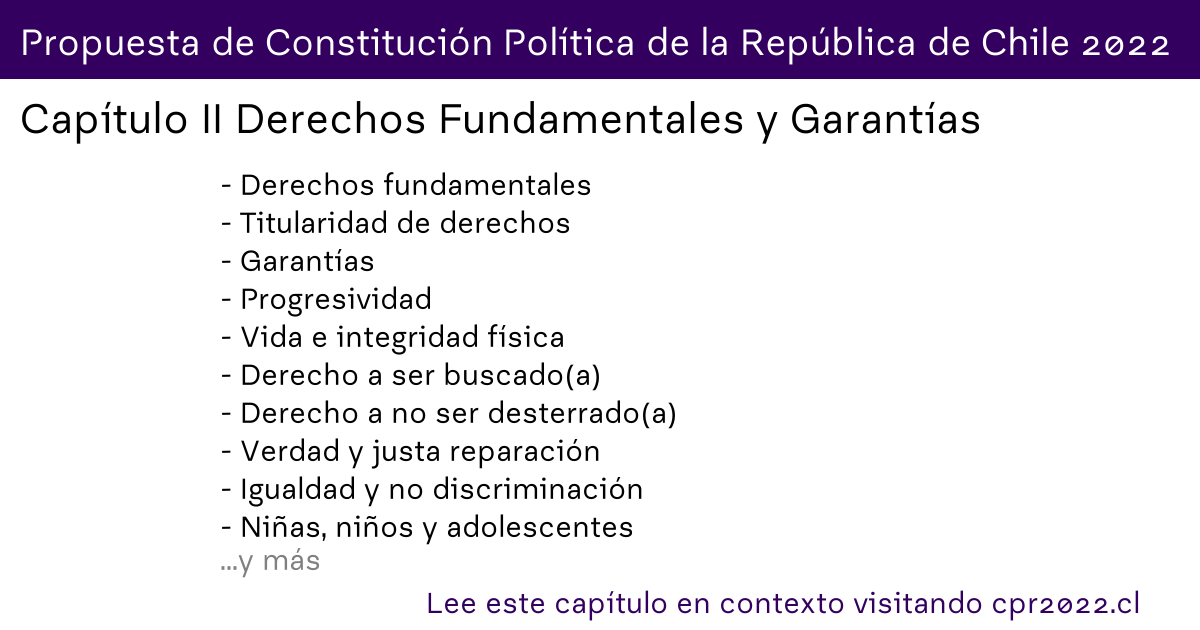 Propuesta de Constitución Política de la República de Chile 2022
Capítulo II Derechos Fundamentales y Garantías
- Derechos fundamentales
- Titularidad de derechos
- Garantías
- Progresividad
- Vida e integridad física
- Derecho a ser buscado(a)
- Derecho a no ser desterrado(a)
- Verdad y justa reparación
- Igualdad y no discriminación
- Niñas, niños y adolescentes
...y más
Lee este capítulo en contexto visitando cpr2022.cl